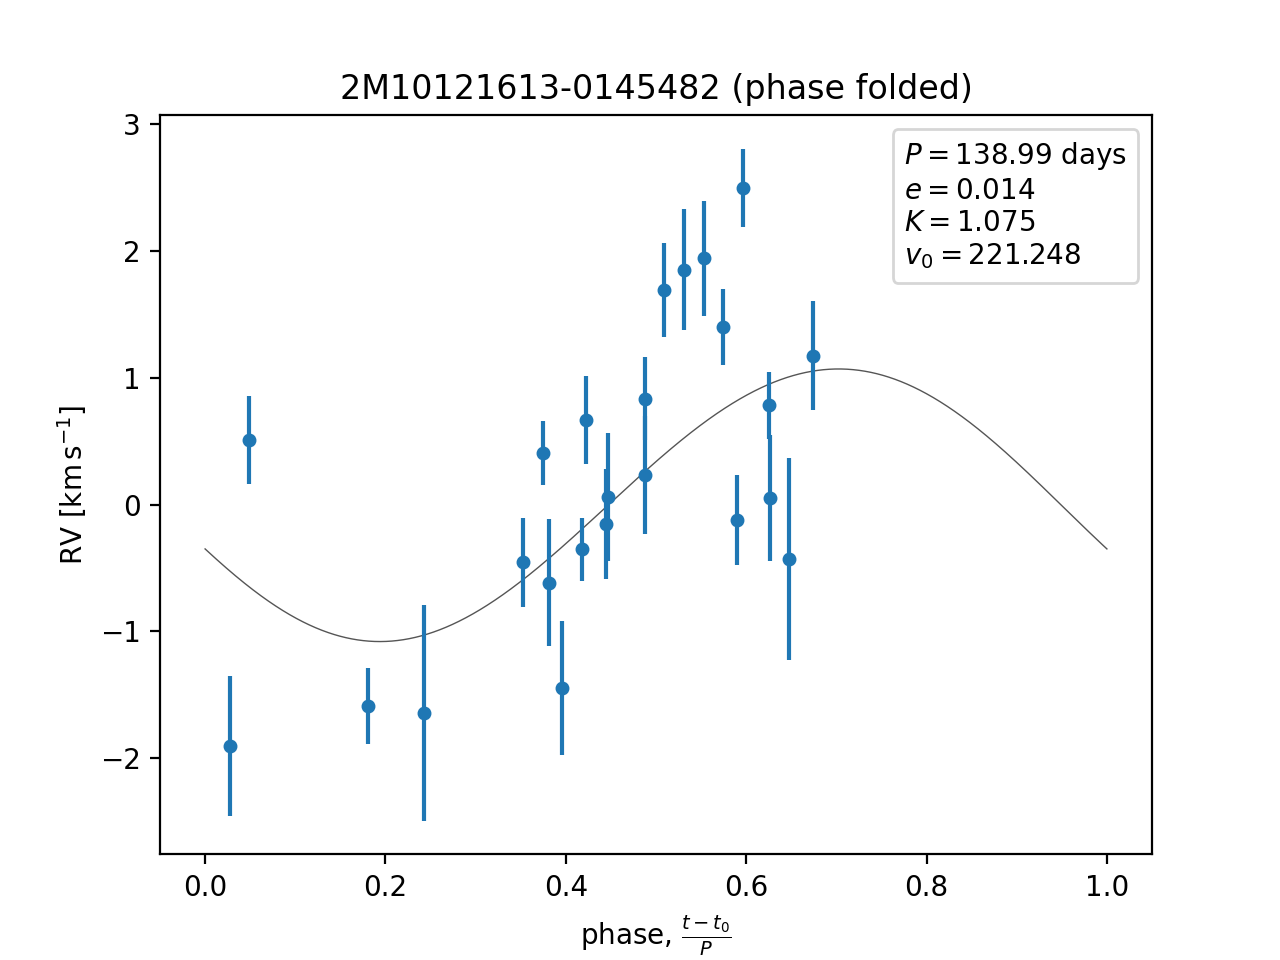 2M10121613-0145482 (phase folded)
P = 138.99 days
e = 0.014
K = 1.075
v₀ = 221.248
3
2
1
0
−1
−2
RV [km s⁻¹]
0.0 0.2 0.4 0.6 0.8 1.0
phase, (t − t₀)/P